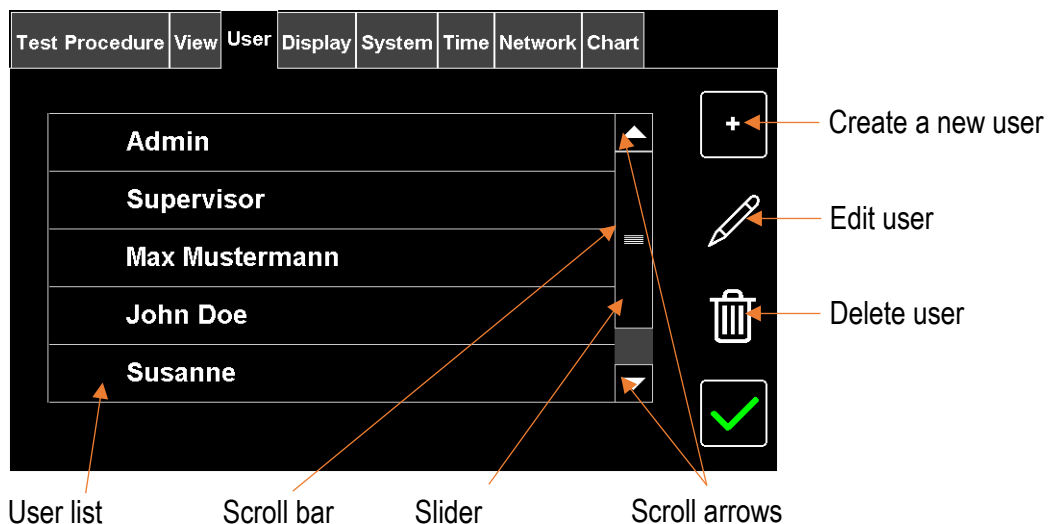 Test Procedure View User Display System Time Network Chart
+ Create a new user
Admin
Supervisor
Edit user
Max Mustermann
John Doe
Delete user
Susanne
User list Scroll bar Slider Scroll arrows